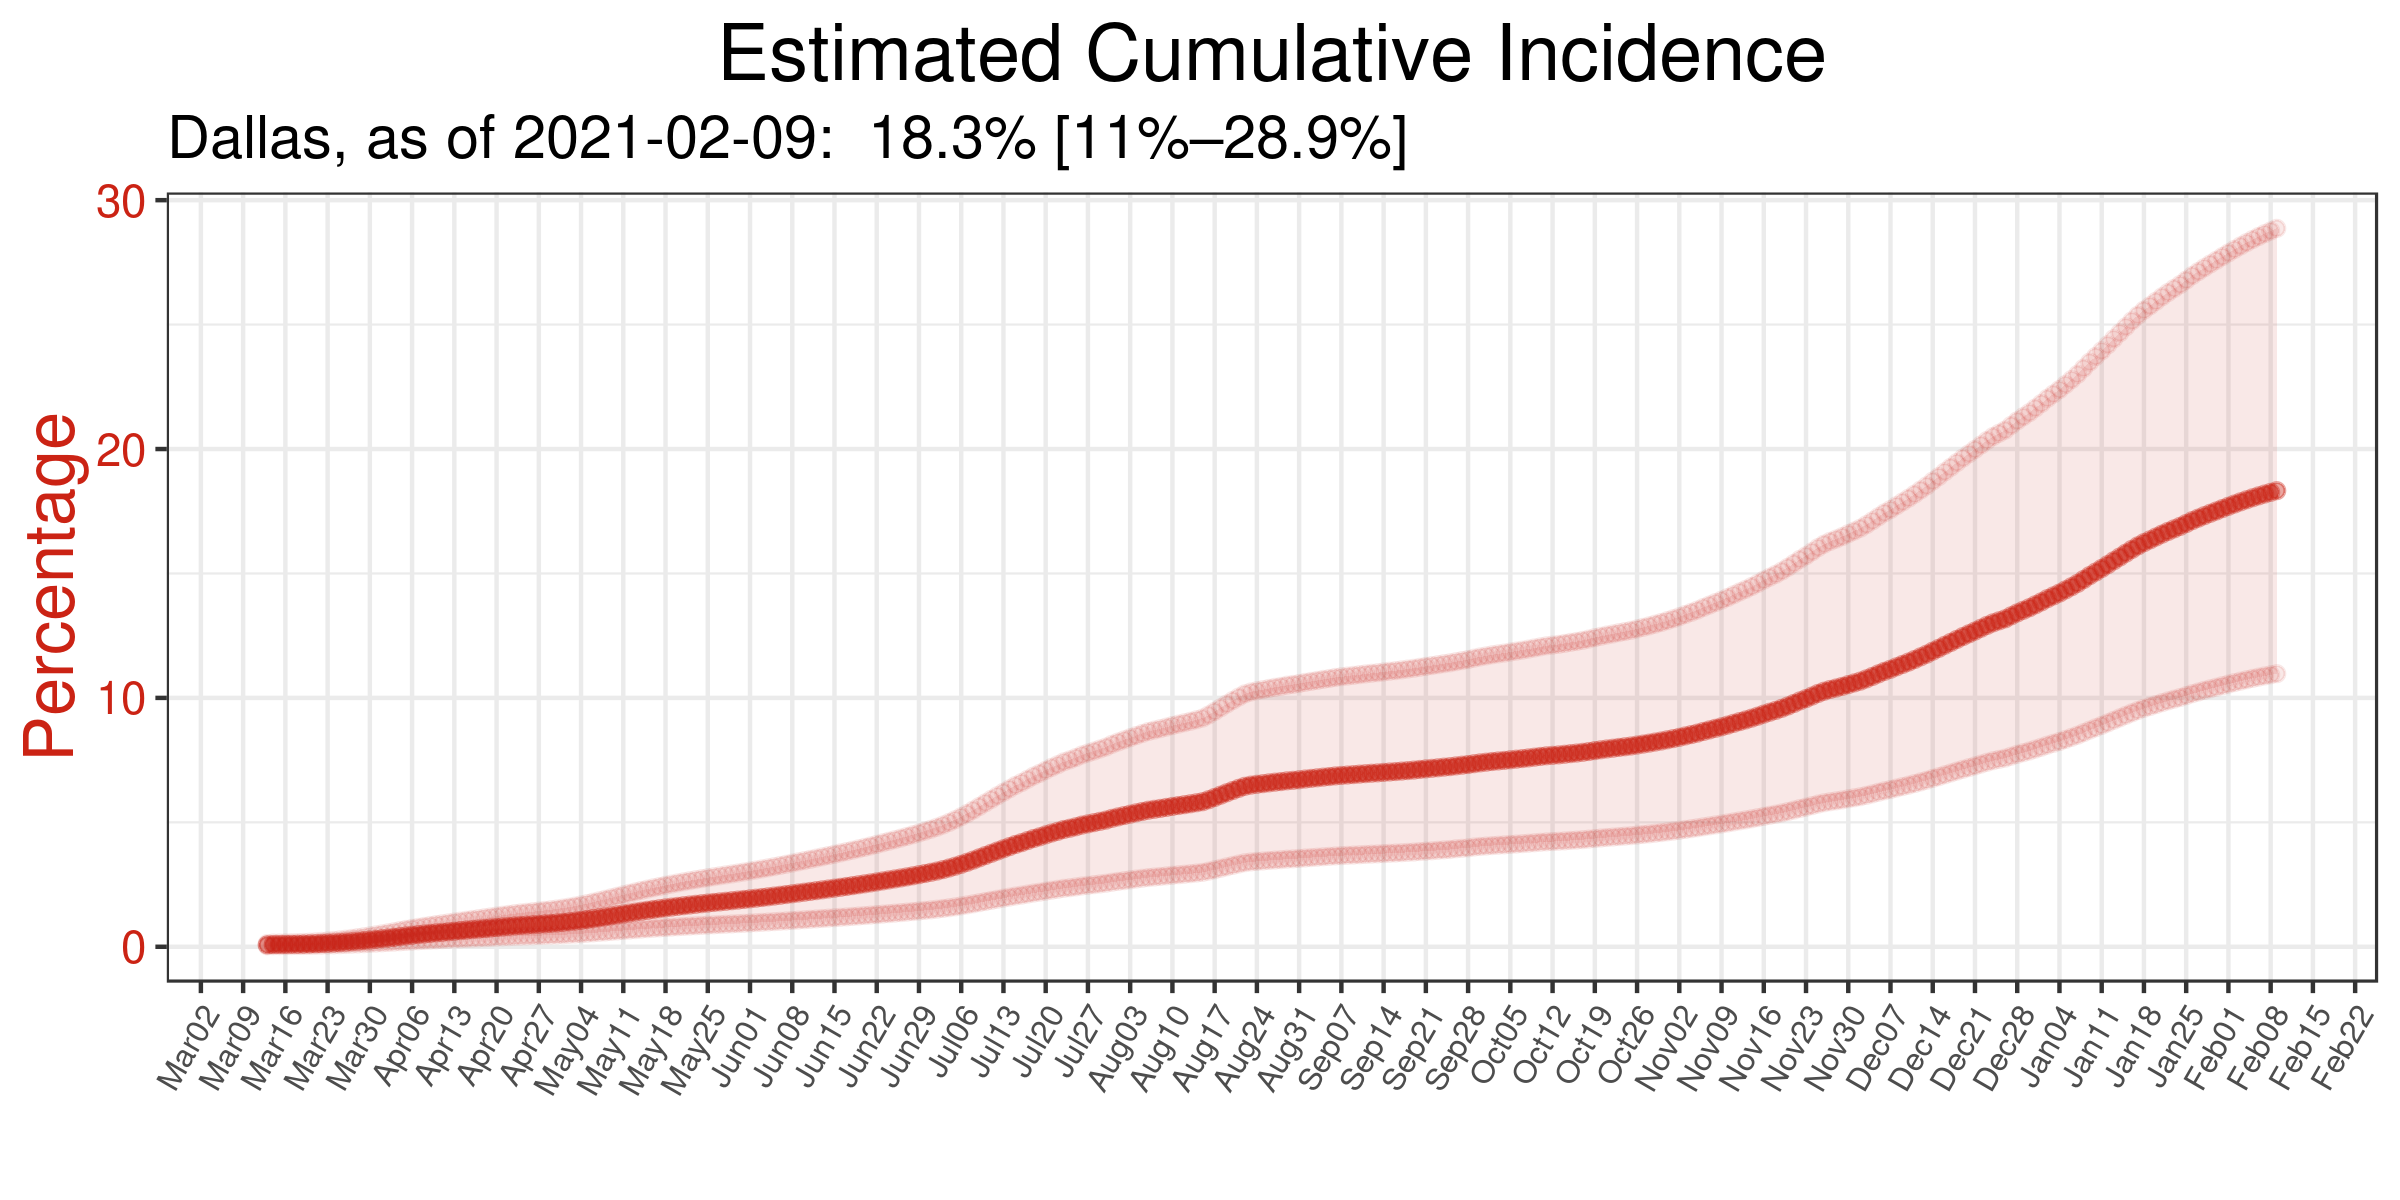 Estimated Cumulative Incidence
Dallas, as of 2021-02-09:  18.3% [11%–28.9%]
Percentage
30
20
10
0
Mar02 Mar09 Mar16 Mar23 Mar30 Apr06 Apr13 Apr20 Apr27 May04 May11 May18 May25 Jun01 Jun08 Jun15 Jun22 Jun29 Jul06 Jul13 Jul20 Jul27 Aug03 Aug10 Aug17 Aug24 Aug31 Sep07 Sep14 Sep21 Sep28 Oct05 Oct12 Oct19 Oct26 Nov02 Nov09 Nov16 Nov23 Nov30 Dec07 Dec14 Dec21 Dec28 Jan04 Jan11 Jan18 Jan25 Feb01 Feb08 Feb15 Feb22